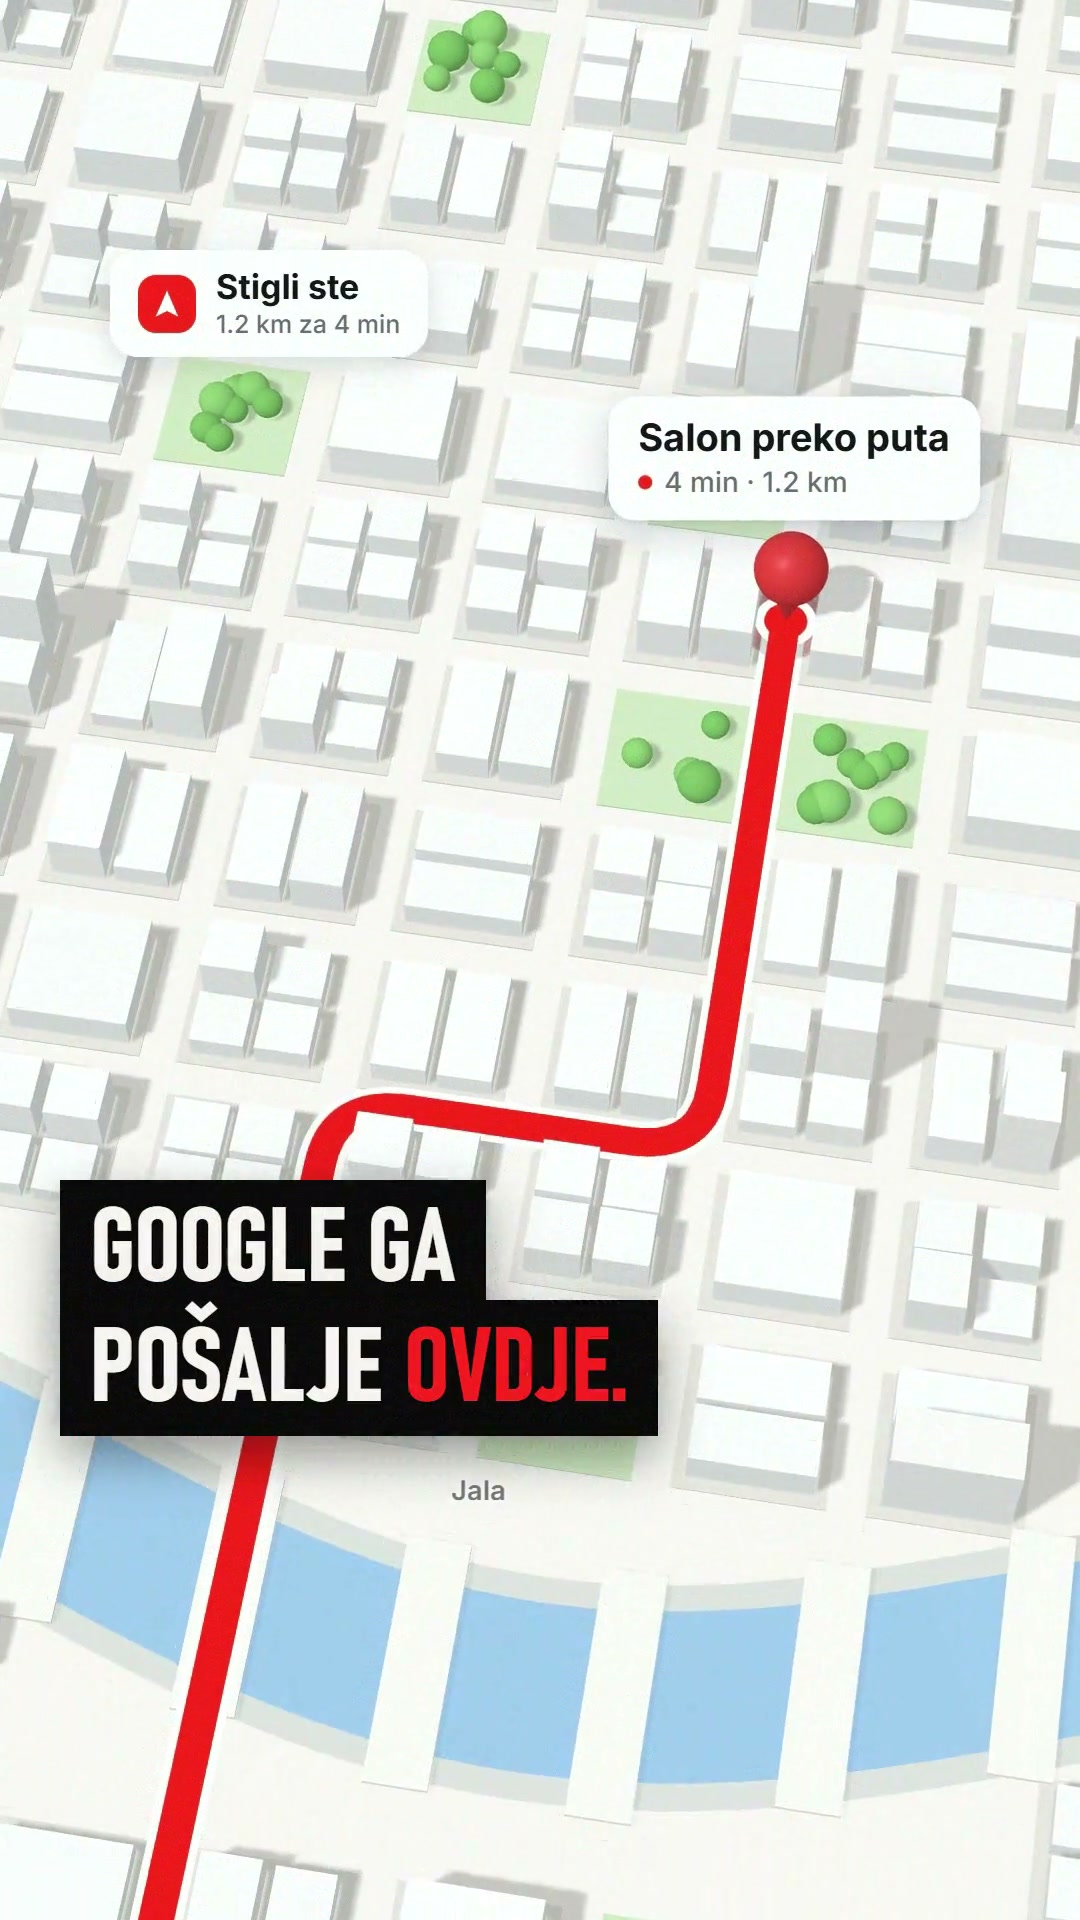 Stigli ste
1.2 km za 4 min
Salon preko puta
4 min · 1.2 km
GOOGLE GA
POŠALJE OVDJE.
Jala